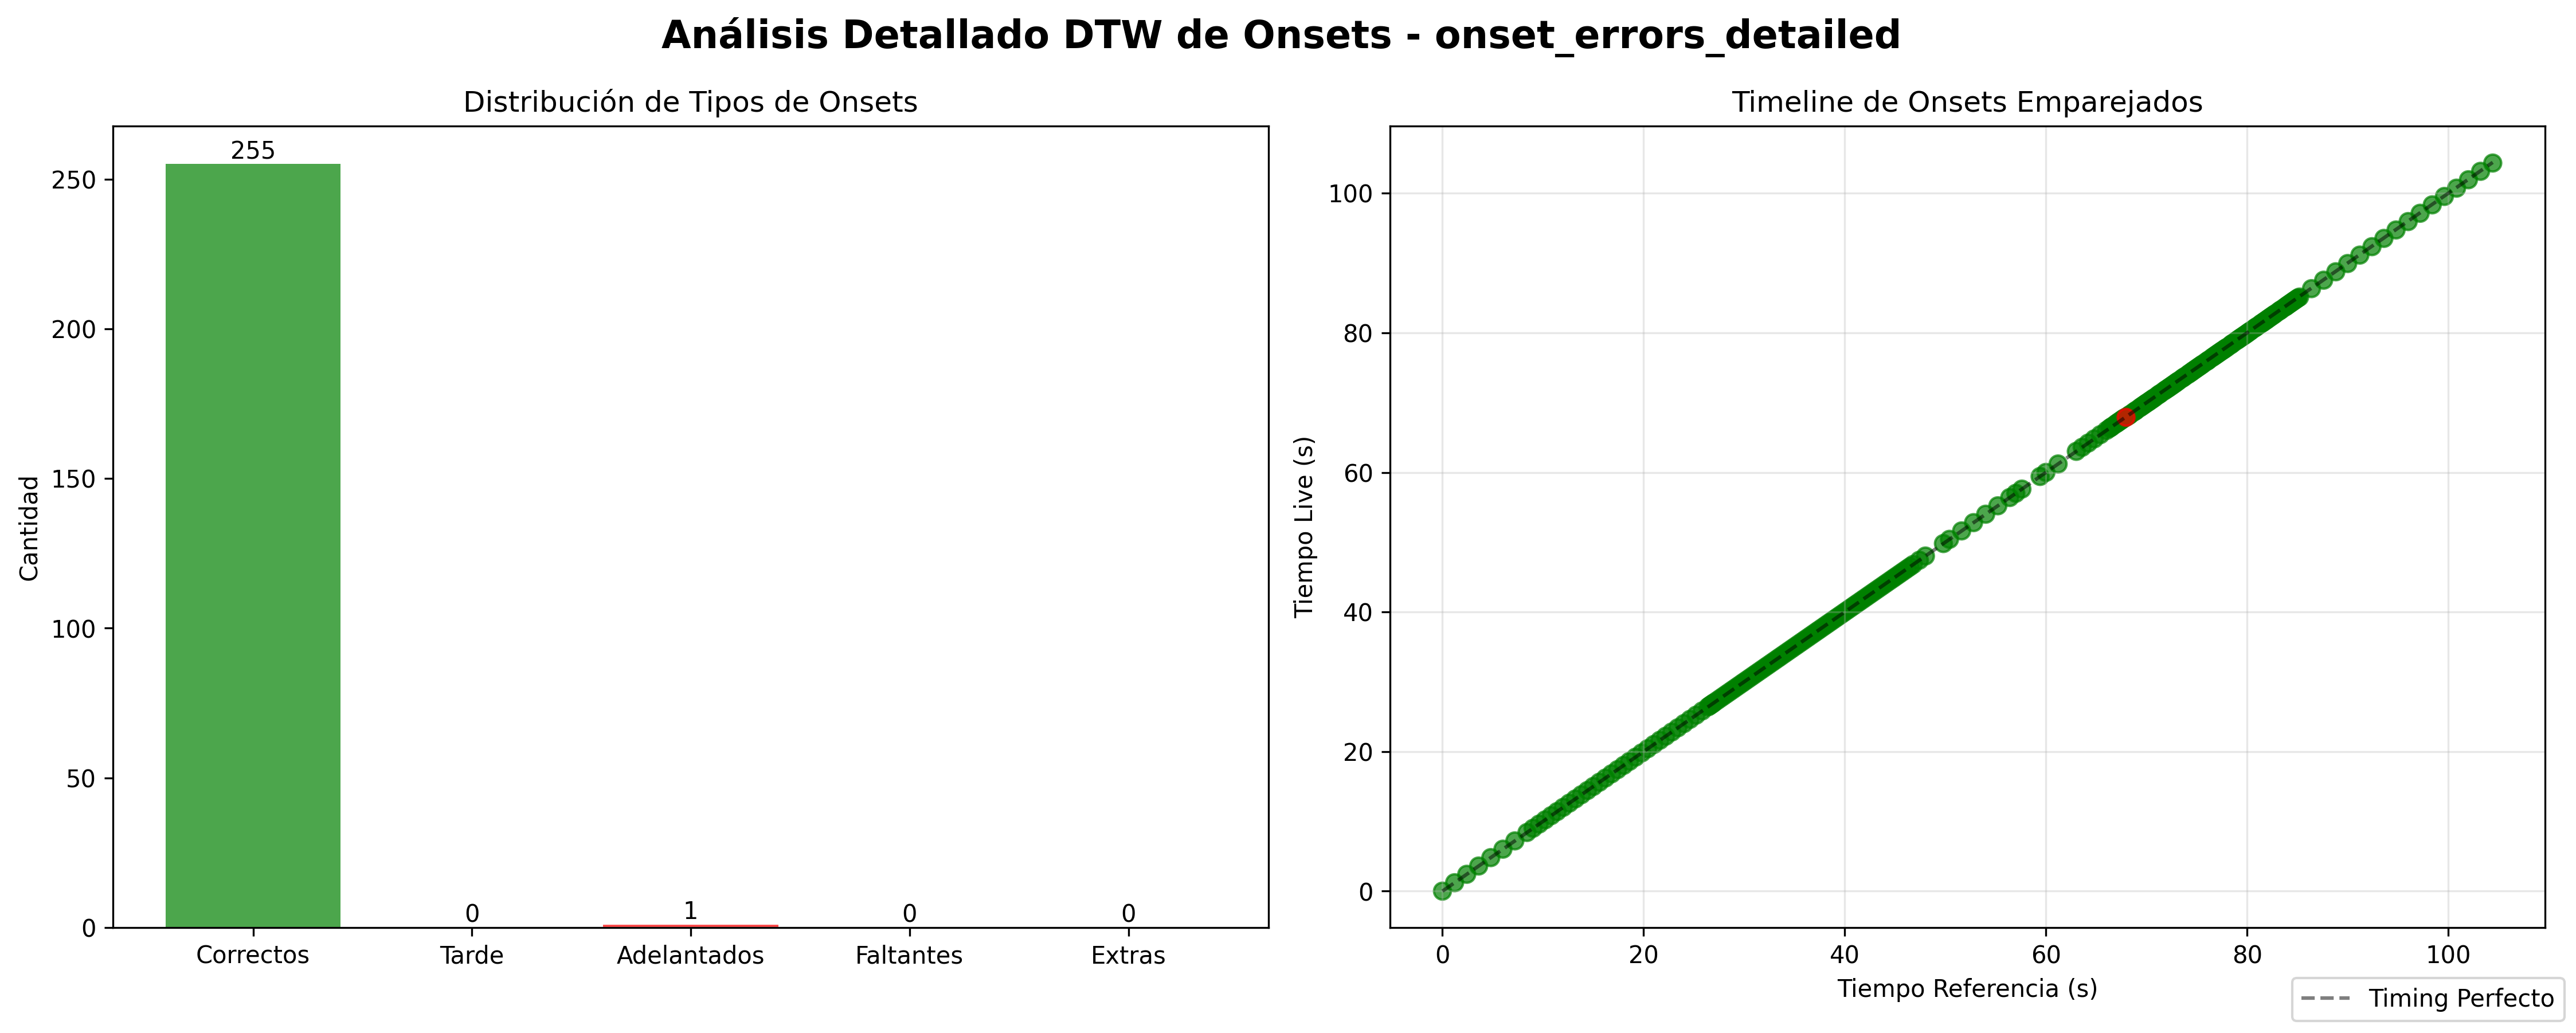 Análisis Detallado DTW de Onsets - onset_errors_detailed
Distribución de Tipos de Onsets
Cantidad
250
200
150
100
50
0
255
0
1
0
0
Correctos
Tarde
Adelantados
Faltantes
Extras
Timeline de Onsets Emparejados
Tiempo Live (s)
100
80
60
40
20
0
0
20
40
60
80
100
Tiempo Referencia (s)
Timing Perfecto